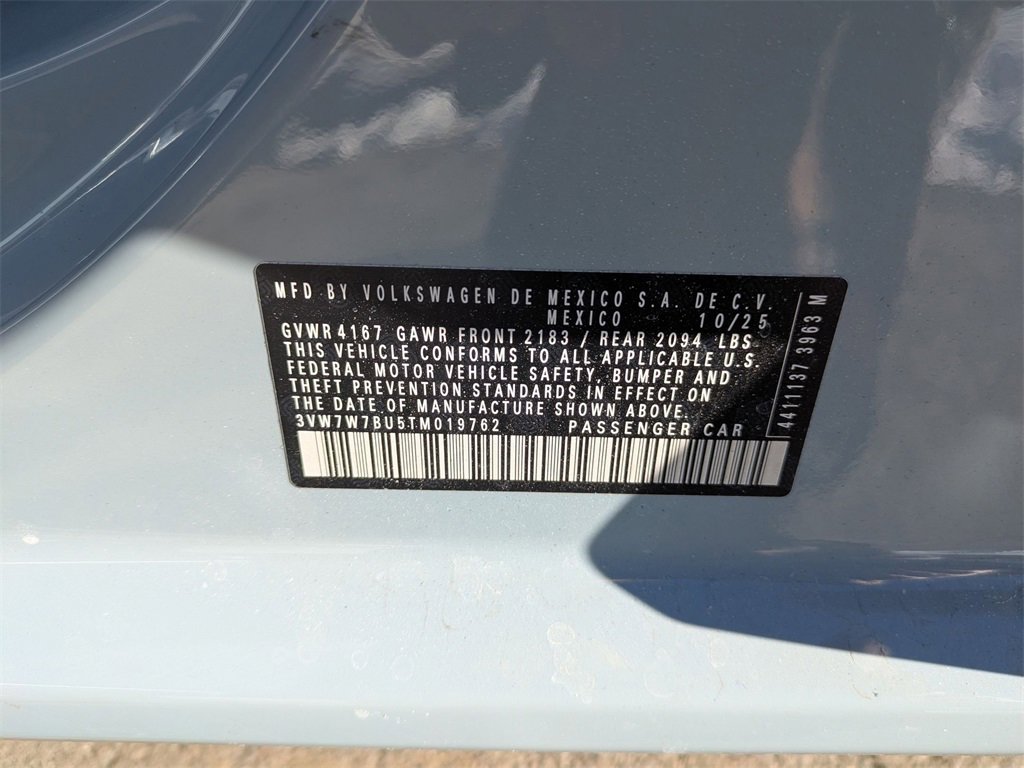 MFD BY VOLKSWAGEN DE MEXICO S.A. DE C.V.
MEXICO 10/25
GVWR 4167 GAWR FRONT 2183 / REAR 2094 LBS
THIS VEHICLE CONFORMS TO ALL APPLICABLE U.S.
FEDERAL MOTOR VEHICLE SAFETY, BUMPER AND
THEFT PREVENTION STANDARDS IN EFFECT ON
THE DATE OF MANUFACTURE SHOWN ABOVE.
3VW7W7BU5TM019762 PASSENGER CAR
4411137 3963 M